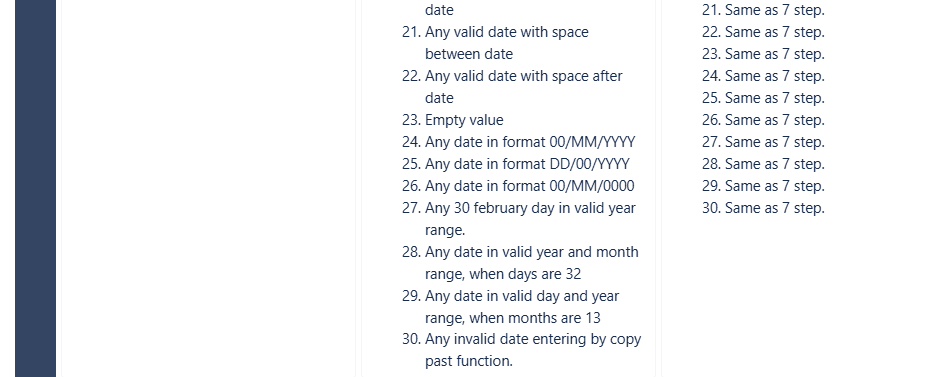 date
21. Any valid date with space
between date
22. Any valid date with space after
date
23. Empty value
24. Any date in format 00/MM/YYYY
25. Any date in format DD/00/YYYY
26. Any date in format 00/MM/0000
27. Any 30 february day in valid year
range.
28. Any date in valid year and month
range, when days are 32
29. Any date in valid day and year
range, when months are 13
30. Any invalid date entering by copy
past function.
21. Same as 7 step.
22. Same as 7 step.
23. Same as 7 step.
24. Same as 7 step.
25. Same as 7 step.
26. Same as 7 step.
27. Same as 7 step.
28. Same as 7 step.
29. Same as 7 step.
30. Same as 7 step.